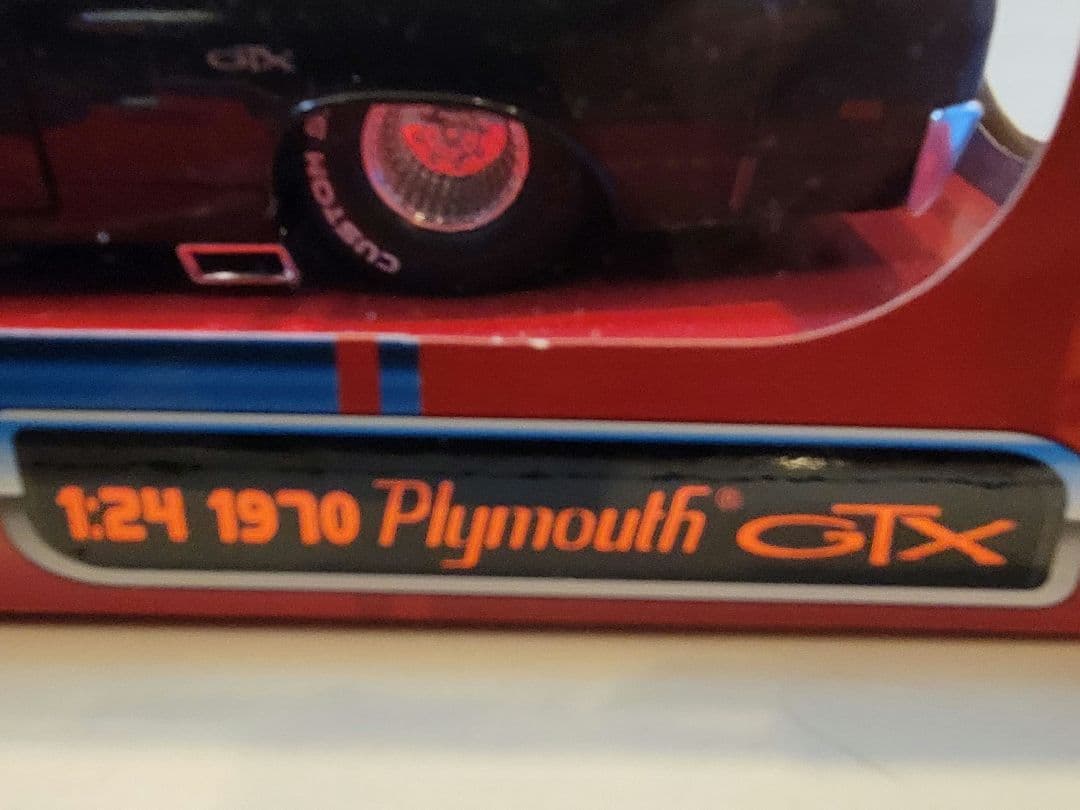 GTX
CUSTOM
1:24 1970 Plymouth® GTX